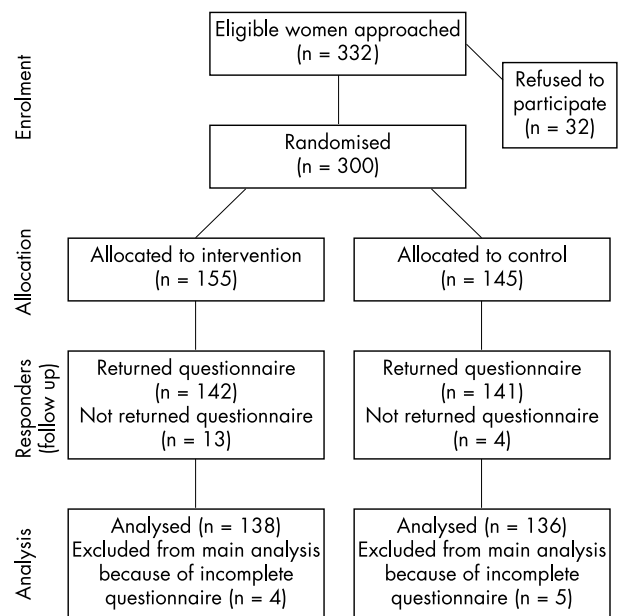 Enrolment
Eligible women approached
(n = 332)
Refused to
participate
(n = 32)
Randomised
(n = 300)
Allocation
Allocated to intervention
(n = 155)
Allocated to control
(n = 145)
Responders
(follow up)
Returned questionnaire
(n = 142)
Not returned questionnaire
(n = 13)
Returned questionnaire
(n = 141)
Not returned questionnaire
(n = 4)
Analysis
Analysed (n = 138)
Excluded from main analysis
because of incomplete
questionnaire (n = 4)
Analysed (n = 136)
Excluded from main analysis
because of incomplete
questionnaire (n = 5)